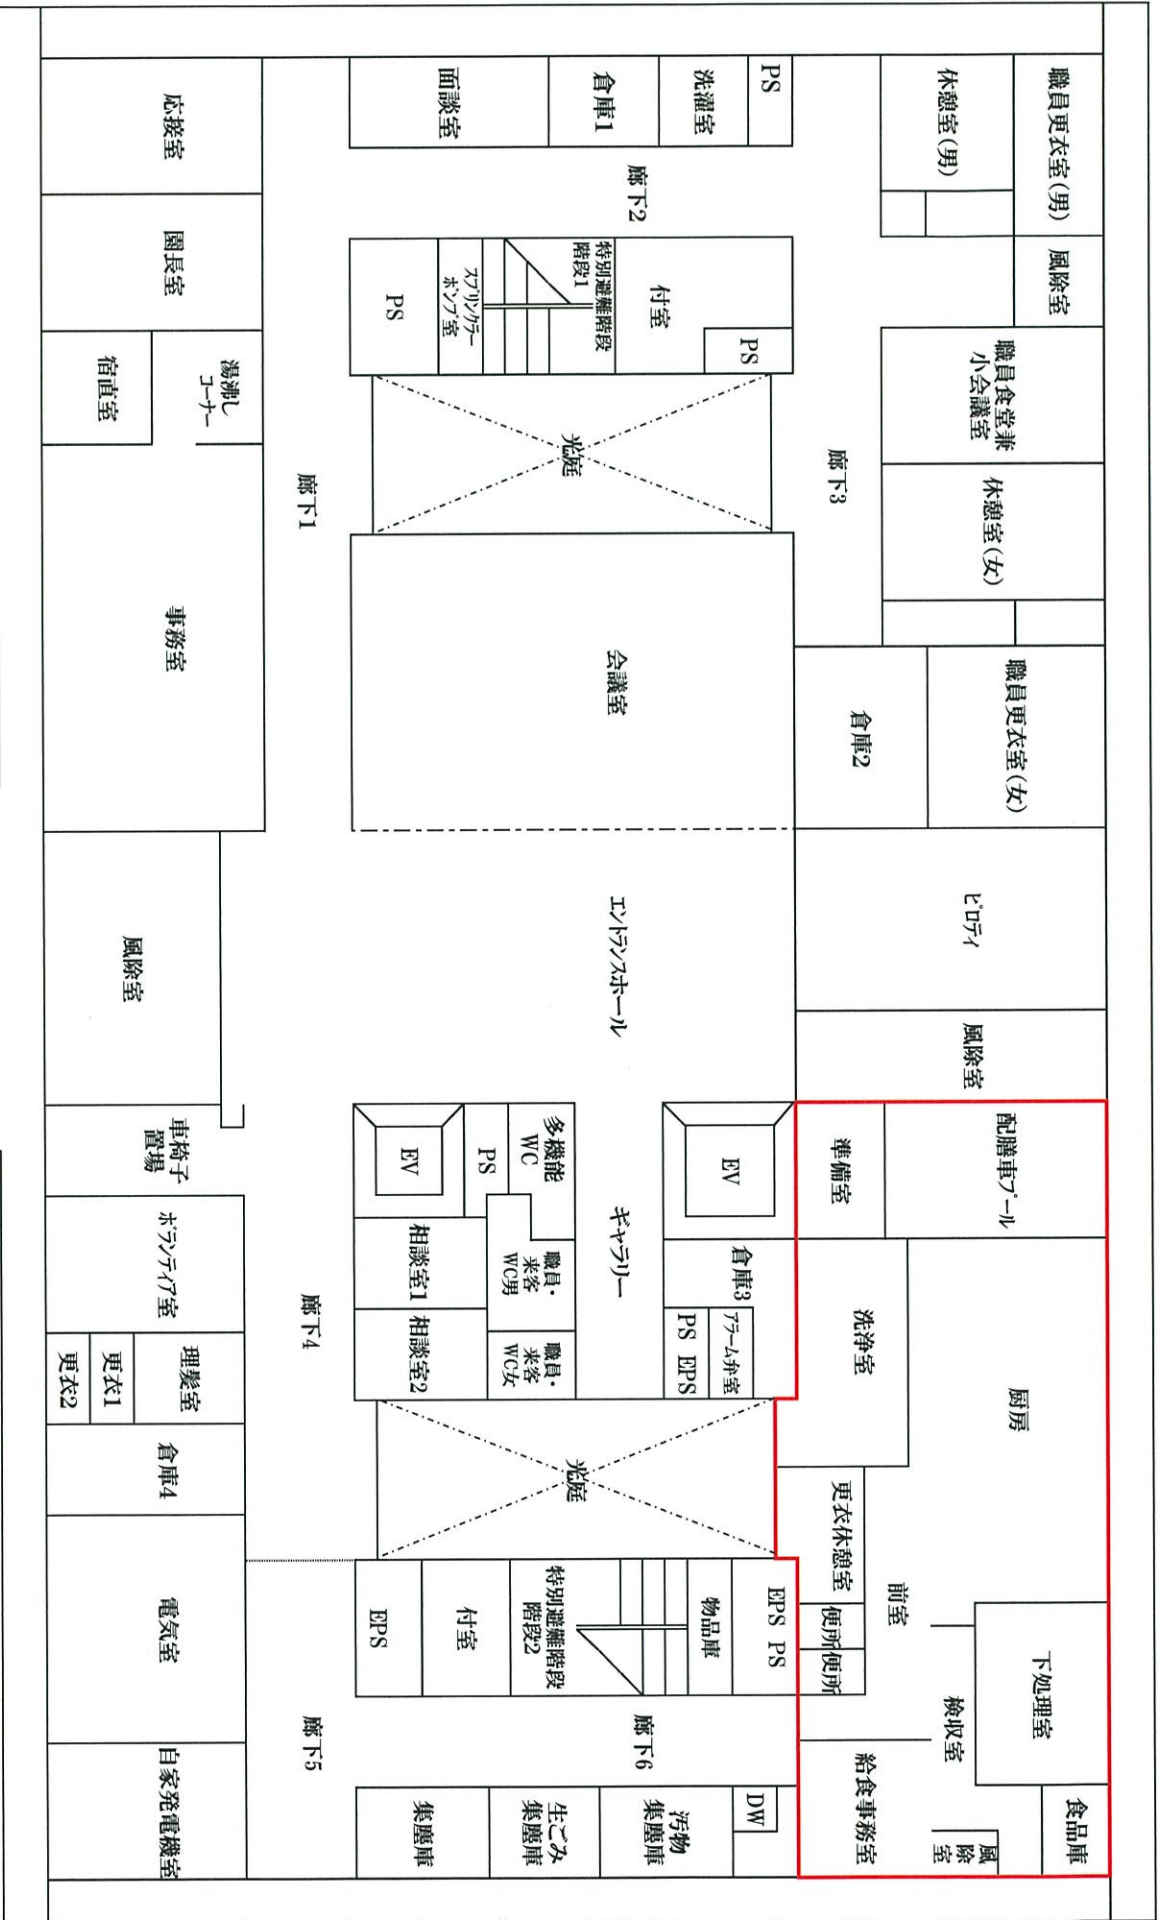 職員更衣室(男)
風除室
職員食堂兼
小会議室
休憩室(女)
職員更衣室(女)
ピロティ
風除室
配膳車プール
厨房
下処理室
食品庫
休憩室(男)
廊下3
倉庫2
準備室
洗浄室
更衣休憩室
前室
便所
便所
検収室
給食事務室
風除室
PS
洗濯室
倉庫1
面談室
廊下2
付室
PS
特別避難階段
階段1
スプリンクラー
ポンプ室
PS
光庭
会議室
エントランスホール
EV
ギャラリー
倉庫3
アラーム弁室
PS EPS
多機能
WC
PS
EV
職員・
来客
WC男
職員・
来客
WC女
相談室1
相談室2
光庭
EPS PS
物品庫
特別避難階段
階段2
付室
EPS
廊下6
DW
汚物
集塵庫
生ごみ
集塵庫
集塵庫
廊下1
廊下4
廊下5
応接室
園長室
湯沸し
コーナー
宿直室
事務室
風除室
車椅子
置場
ボランティア室
理髪室
更衣1
更衣2
倉庫4
電気室
自家発電機室